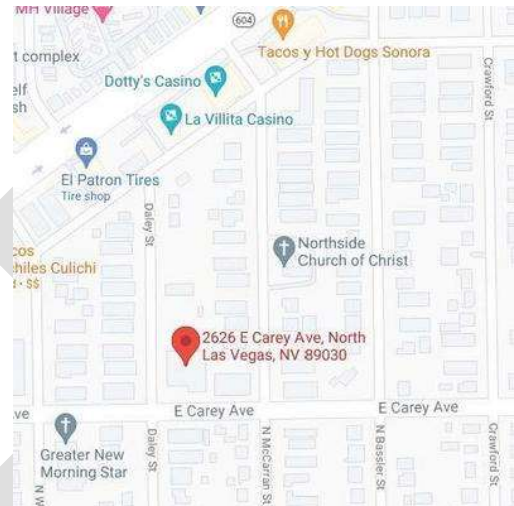 MH Village
604
Tacos y Hot Dogs Sonora
t complex
Dotty's Casino
elf
sh
La Villita Casino
Crawford St
El Patron Tires
Tire shop
Daley St
cos
chiles Culichi
$$
Northside
Church of Christ
2626 E Carey Ave, North
Las Vegas, NV 89030
ve
E Carey Ave
E Carey Ave
Greater New
Morning Star
Daley St
N McCarran St
N Bassler St
Crawford St
N W